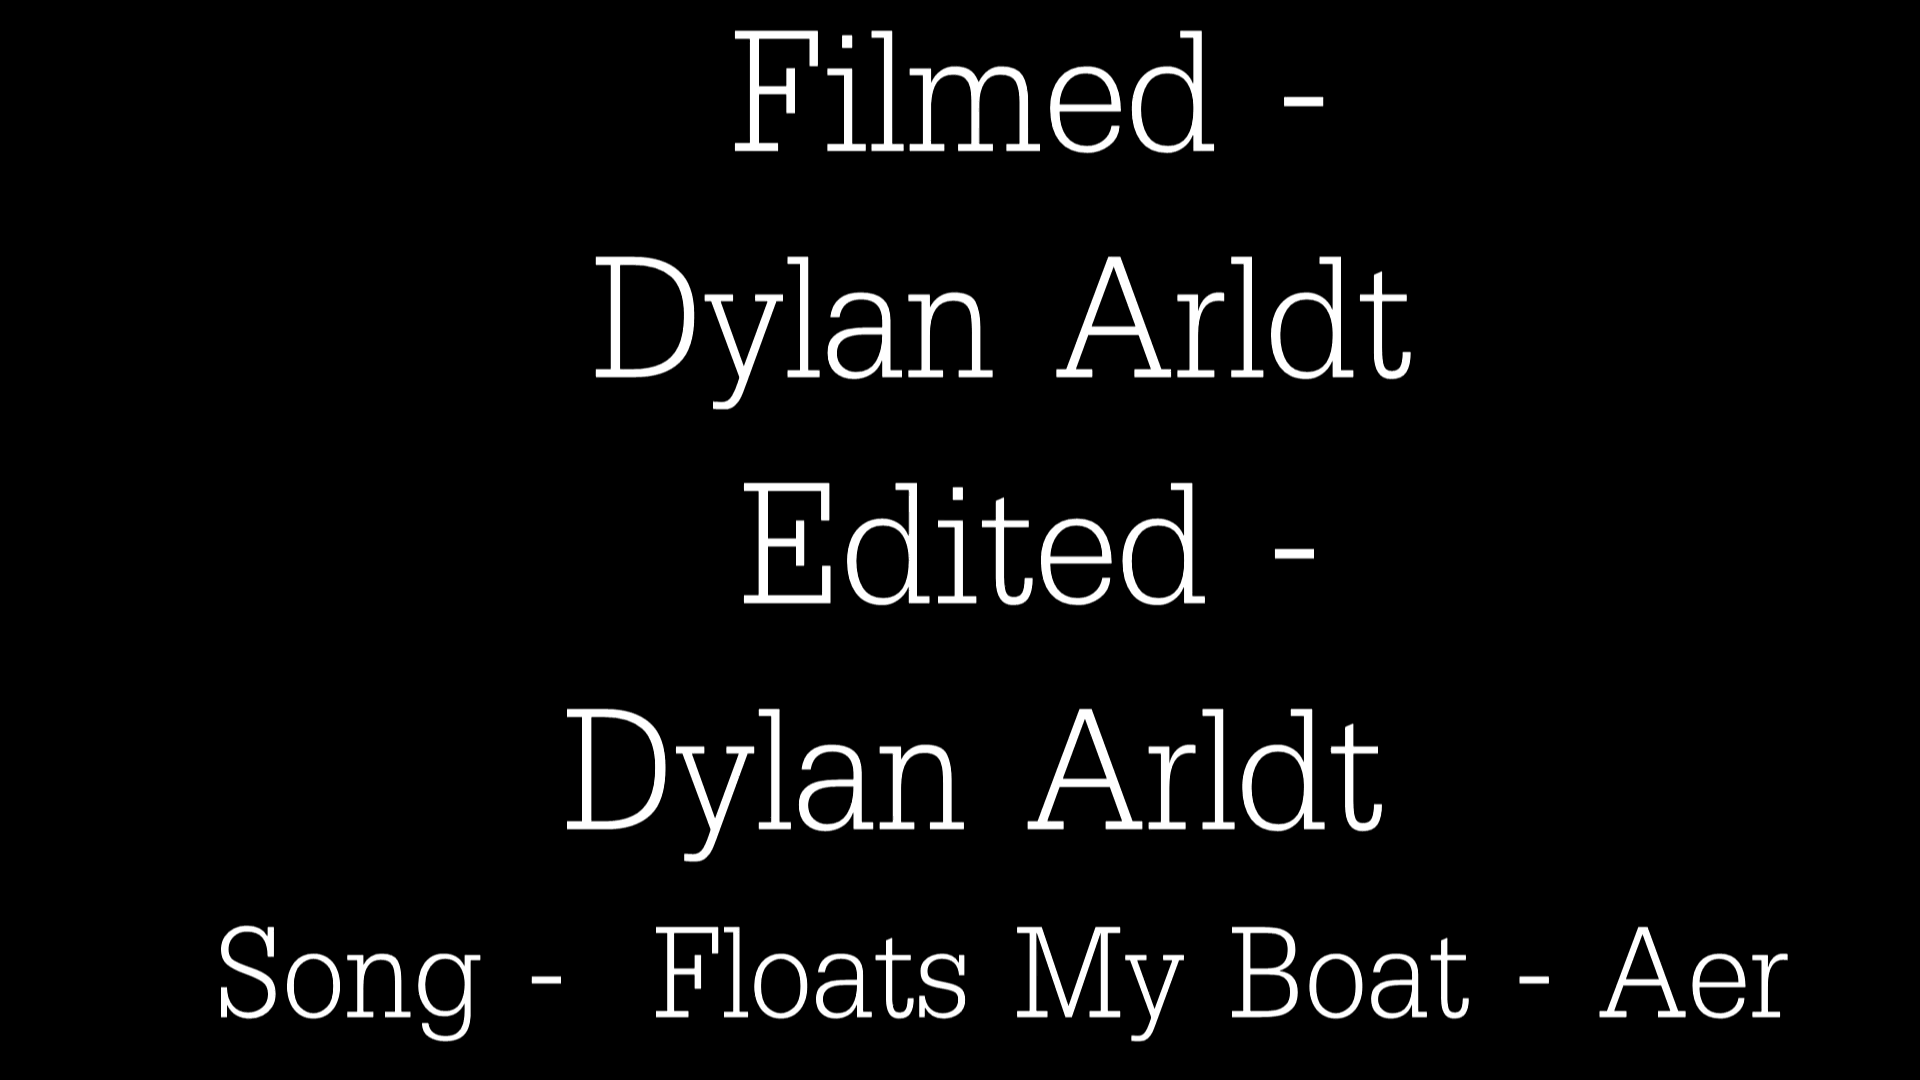 Filmed -
Dylan Arldt
Edited -
Dylan Arldt
Song - Floats My Boat - Aer